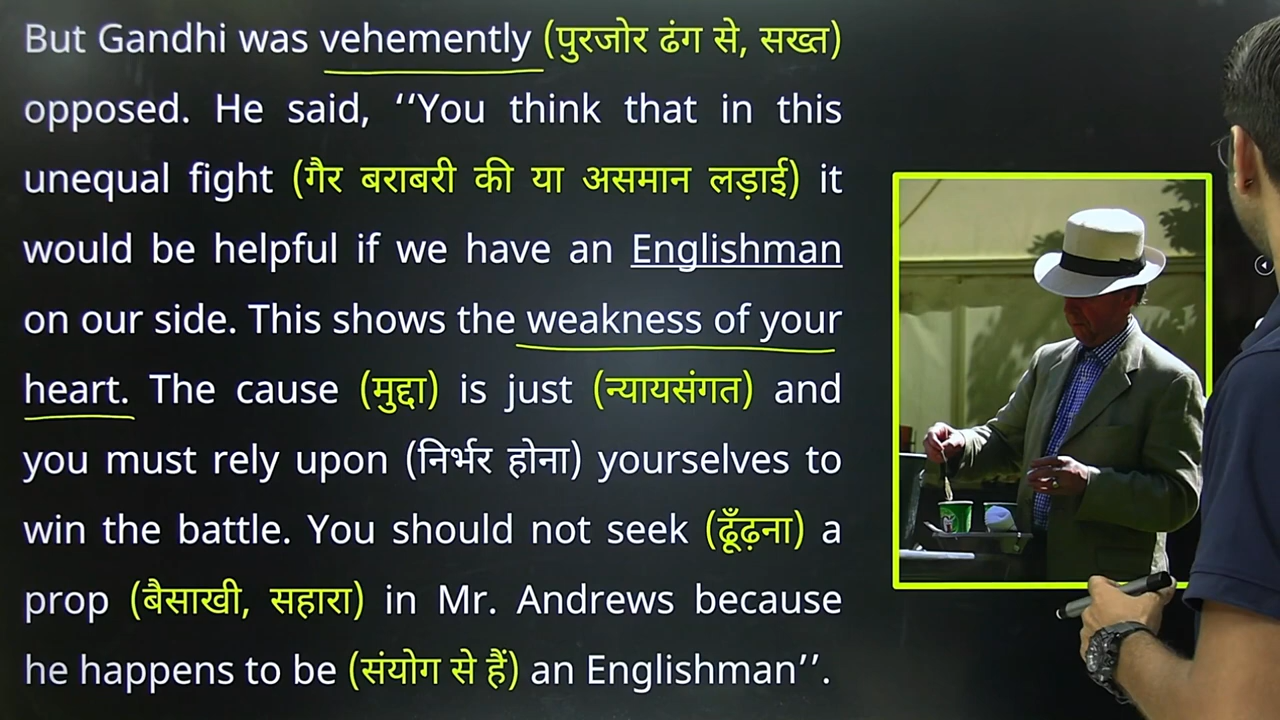 But Gandhi was vehemently (पुरजोर ढंग से, सख्त)
opposed. He said, ‘‘You think that in this
unequal fight (गैर बराबरी की या असमान लड़ाई) it
would be helpful if we have an Englishman
on our side. This shows the weakness of your
heart. The cause (मुद्दा) is just (न्यायसंगत) and
you must rely upon (निर्भर होना) yourselves to
win the battle. You should not seek (ढूँढ़ना) a
prop (बैसाखी, सहारा) in Mr. Andrews because
he happens to be (संयोग से हैं) an Englishman’’.